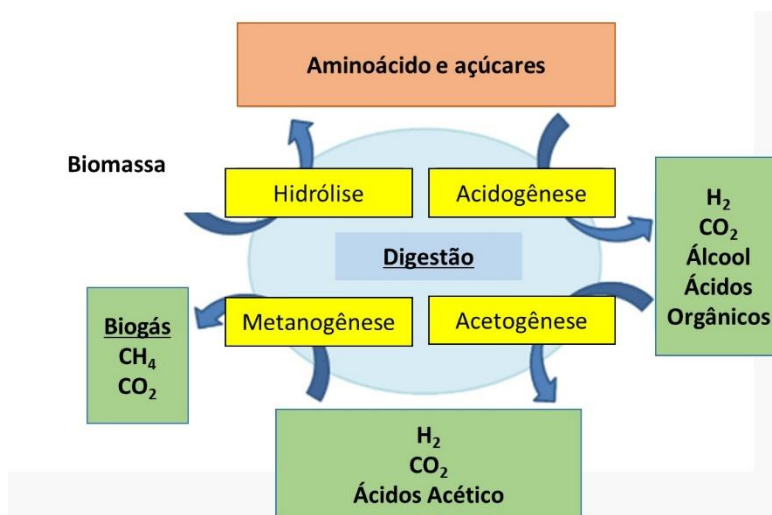 Aminoácido e açúcares
Biomassa
Hidrólise
Acidogênese
H₂
CO₂
Álcool
Ácidos
Orgânicos
Digestão
Metanogênese
Acetogênese
Biogás
CH₄
CO₂
H₂
CO₂
Ácidos Acético